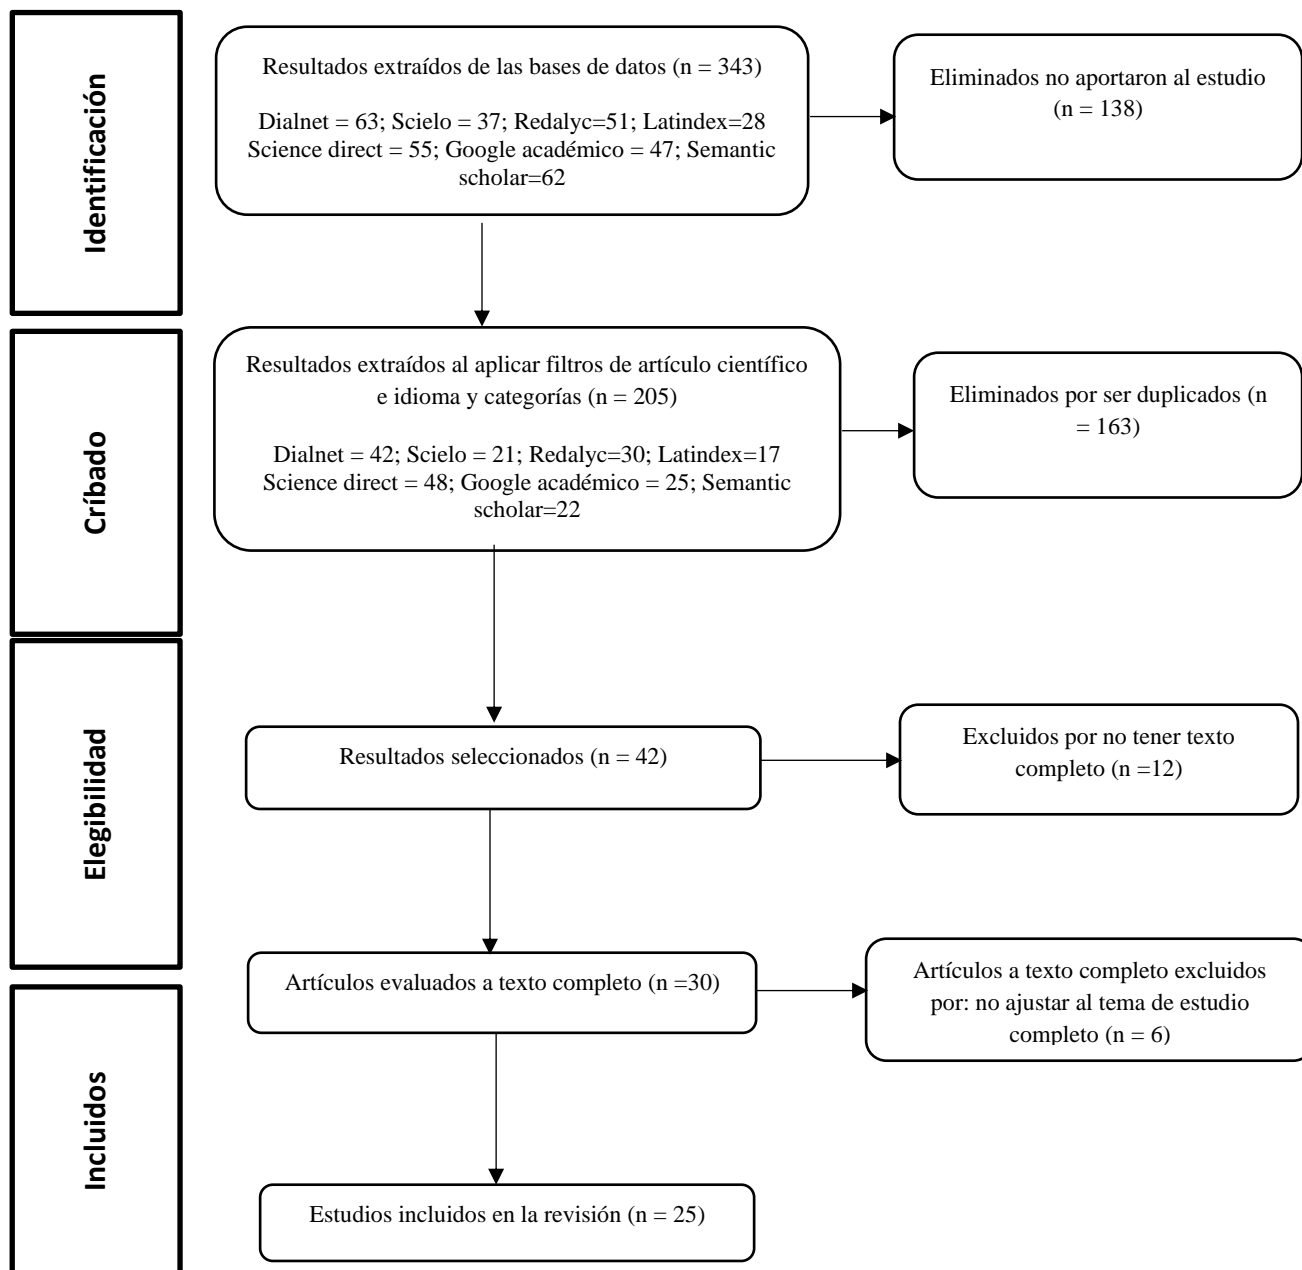 Identificación
Resultados extraídos de las bases de datos (n = 343)
Dialnet = 63; Scielo = 37; Redalyc=51; Latindex=28
Science direct = 55; Google académico = 47; Semantic
scholar=62
Eliminados no aportaron al estudio
(n = 138)
Críbado
Resultados extraídos al aplicar filtros de artículo científico
e idioma y categorías (n = 205)
Dialnet = 42; Scielo = 21; Redalyc=30; Latindex=17
Science direct = 48; Google académico = 25; Semantic
scholar=22
Eliminados por ser duplicados (n
= 163)
Elegibilidad
Resultados seleccionados (n = 42)
Excluidos por no tener texto
completo (n =12)
Artículos evaluados a texto completo (n =30)
Artículos a texto completo excluidos
por: no ajustar al tema de estudio
completo (n = 6)
Incluidos
Estudios incluidos en la revisión (n = 25)